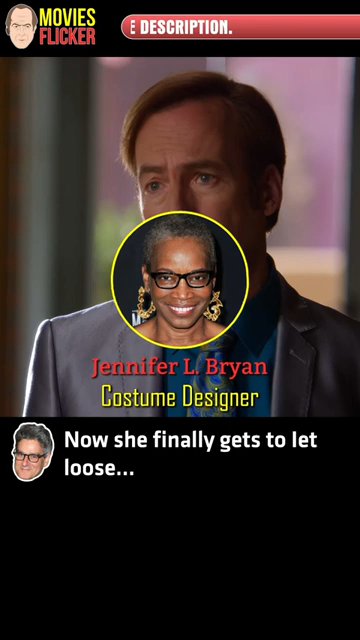 MOVIES
FLICKER
E DESCRIPTION.
Jennifer L. Bryan
Costume Designer
Now she finally gets to let
loose...